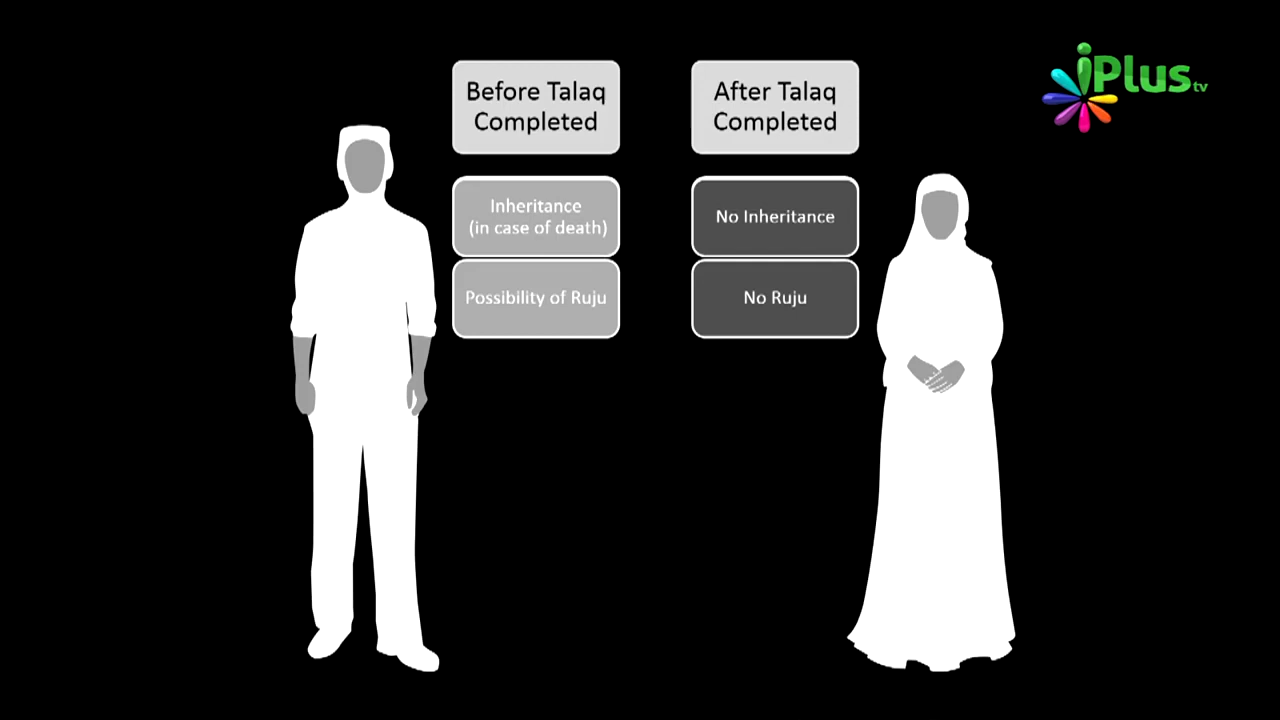 Before Talaq
Completed
After Talaq
Completed
iPlus tv
Inheritance
(in case of death)
No Inheritance
Possibility of Ruju
No Ruju